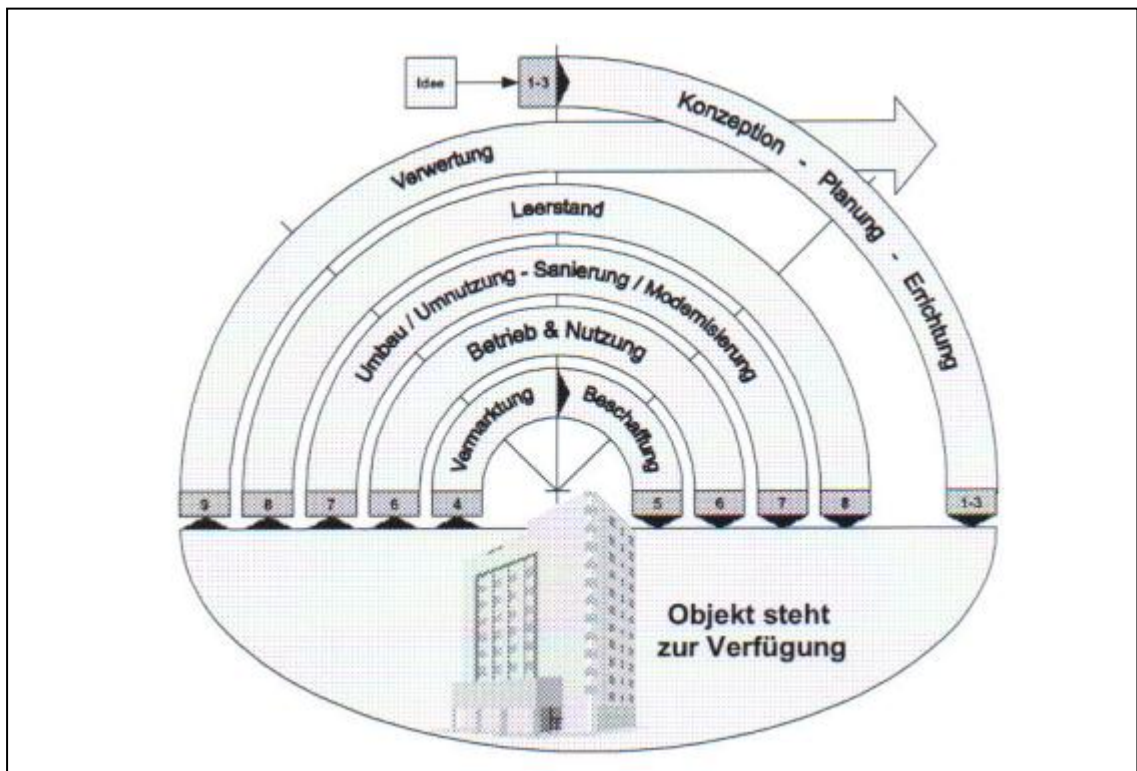 Idee
1-3
Konzeption - Planung - Errichtung
Verwertung
Leerstand
Umbau / Umnutzung - Sanierung / Modernisierung
Betrieb & Nutzung
Vermarktung
Beschaffung
9 8 7 6 4 5 6 7 8 1-3
Objekt steht
zur Verfügung